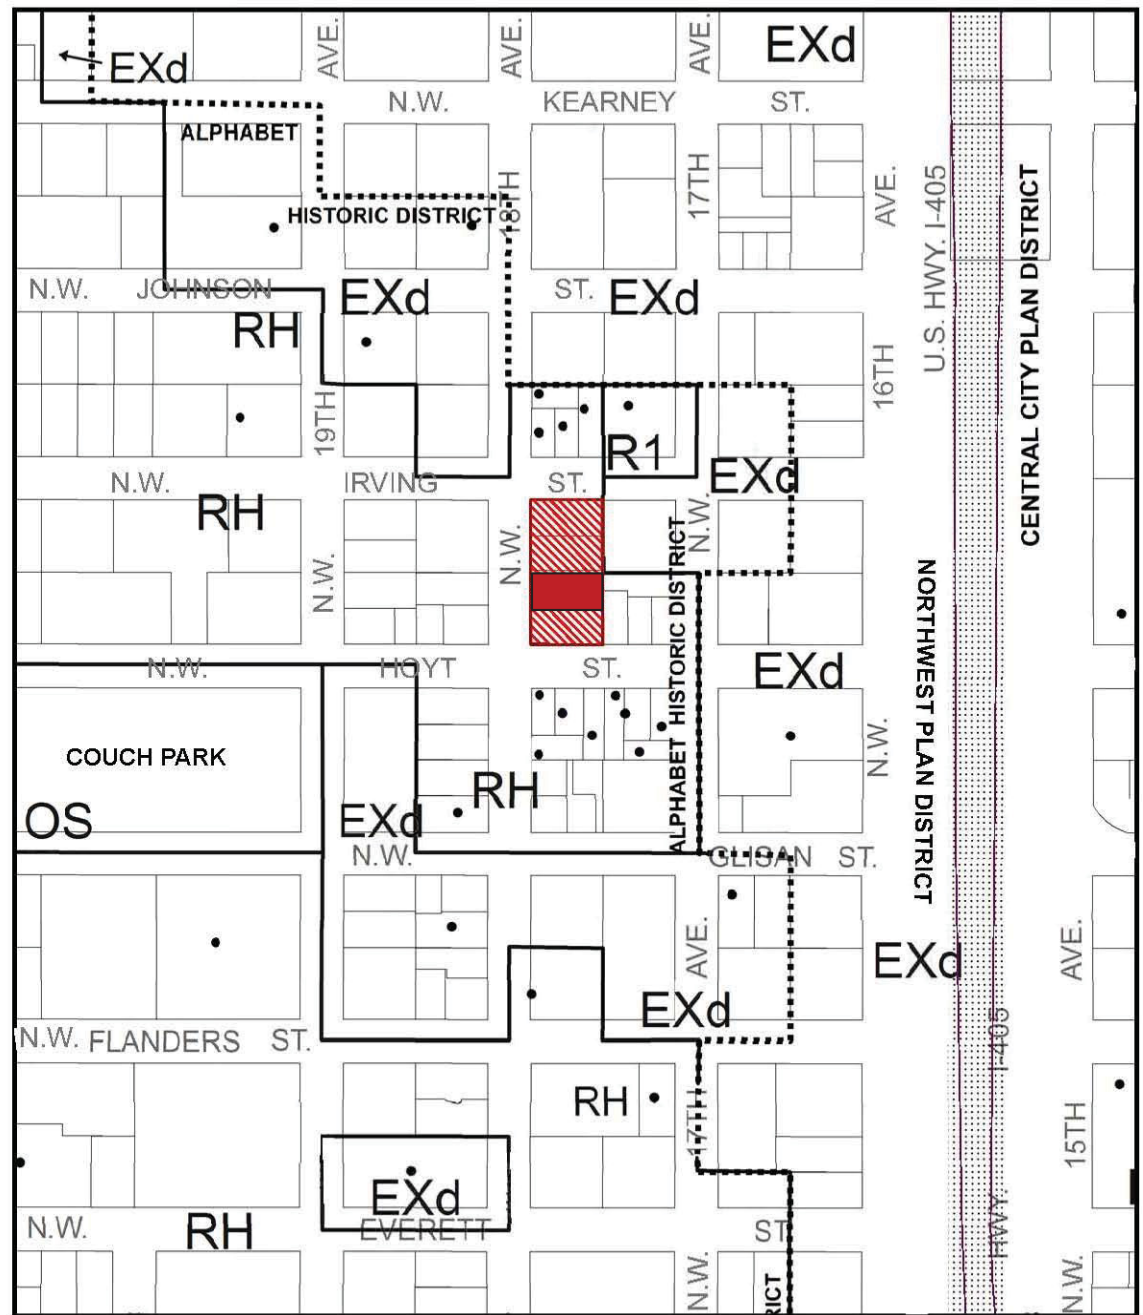 AVE.
AVE.
AVE.
EXd
EXd
N.W. KEARNEY ST.
ALPHABET
HISTORIC DISTRICT
18TH
17TH
AVE.
U.S. HWY. I-405
CENTRAL CITY PLAN DISTRICT
N.W. JOHNSON ST.
EXd
EXd
RH
16TH
19TH
R1
N.W. IRVING ST.
EXd
RH
N.W.
N.W.
N.W.
ALPHABET HISTORIC DISTRICT
NORTHWEST PLAN DISTRICT
N.W. HOYT ST.
EXd
COUCH PARK
N.W.
RH
OS
EXd
N.W. GLISAN ST.
AVE.
AVE.
EXd
EXd
N.W. FLANDERS ST.
I-405
RH
17TH
15TH
EXd
HWY.
RH
N.W. EVERETT ST.
N.W.
N.W.
RICT